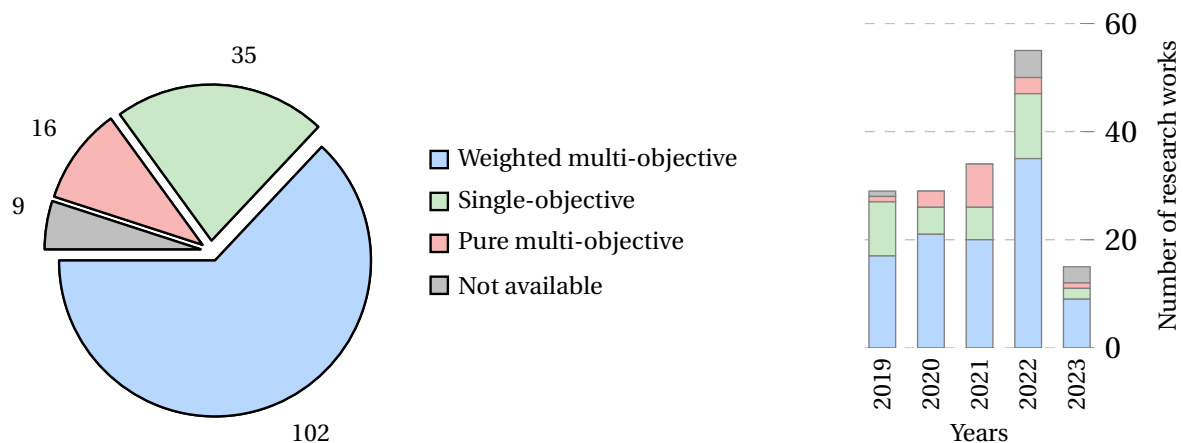 35
16
9
102
Weighted multi-objective
Single-objective
Pure multi-objective
Not available
60
40
20
0
Number of research works
2019
2020
2021
2022
2023
Years